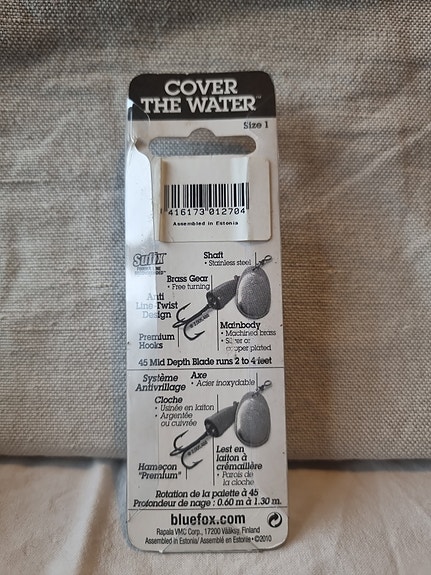 COVER
THE WATER™
Size 1
416173 012704
Assembled in Estonia
Sufix
Shaft
• Stainless steel
Brass Gear
• Free turning
Anti
Line Twist
Design
Mainbody
• Machined brass
• Silver or
copper plated
Premium
Hooks
45 Mid Depth Blade runs 2 to 4 feet
Système
Antivrillage
Axe
• Acier inoxydable
Cloche
• Usinée en laiton
• Argentée
ou cuivrée
Lest en
laiton à
crémaillère
• Parois de
la cloche
Hameçon
"Premium"
Rotation de la palette à 45
Profondeur de nage : 0.60 m à 1.30 m.
bluefox.com
Rapala VMC Corp., 17200 Vääksy, Finland
Assembled in Estonia/Assemblé en Estonie • ©2010